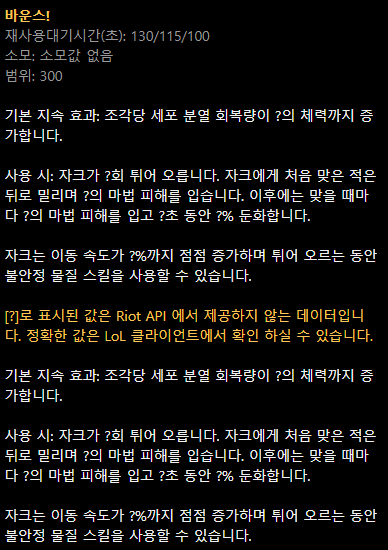 바운스!
재사용대기시간(초): 130/115/100
소모: 소모값 없음
범위: 300
기본 지속 효과: 조각당 세포 분열 회복량이 ?의 체력까지 증
가합니다.
사용 시: 자크가 ?회 튀어 오릅니다. 자크에게 처음 맞은 적은
뒤로 밀리며 ?의 마법 피해를 입습니다. 이후에는 맞을 때마
다 ?의 마법 피해를 입고 ?초 동안 ?% 둔화합니다.
자크는 이동 속도가 ?%까지 점점 증가하며 튀어 오르는 동안
불안정 물질 스킬을 사용할 수 있습니다.
[?]로 표시된 값은 Riot API 에서 제공하지 않는 데이터입니
다. 정확한 값은 LoL 클라이언트에서 확인 하실 수 있습니다.
기본 지속 효과: 조각당 세포 분열 회복량이 ?의 체력까지 증
가합니다.
사용 시: 자크가 ?회 튀어 오릅니다. 자크에게 처음 맞은 적은
뒤로 밀리며 ?의 마법 피해를 입습니다. 이후에는 맞을 때마
다 ?의 마법 피해를 입고 ?초 동안 ?% 둔화합니다.
자크는 이동 속도가 ?%까지 점점 증가하며 튀어 오르는 동안
불안정 물질 스킬을 사용할 수 있습니다.